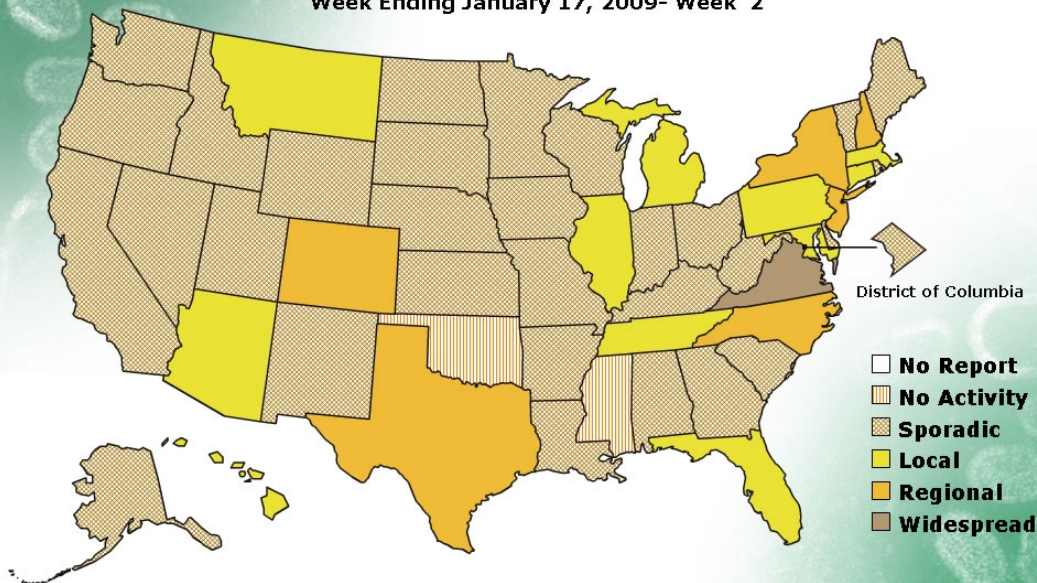 Week Ending January 17, 2009- Week 2
District of Columbia
No Report
No Activity
Sporadic
Local
Regional
Widespread